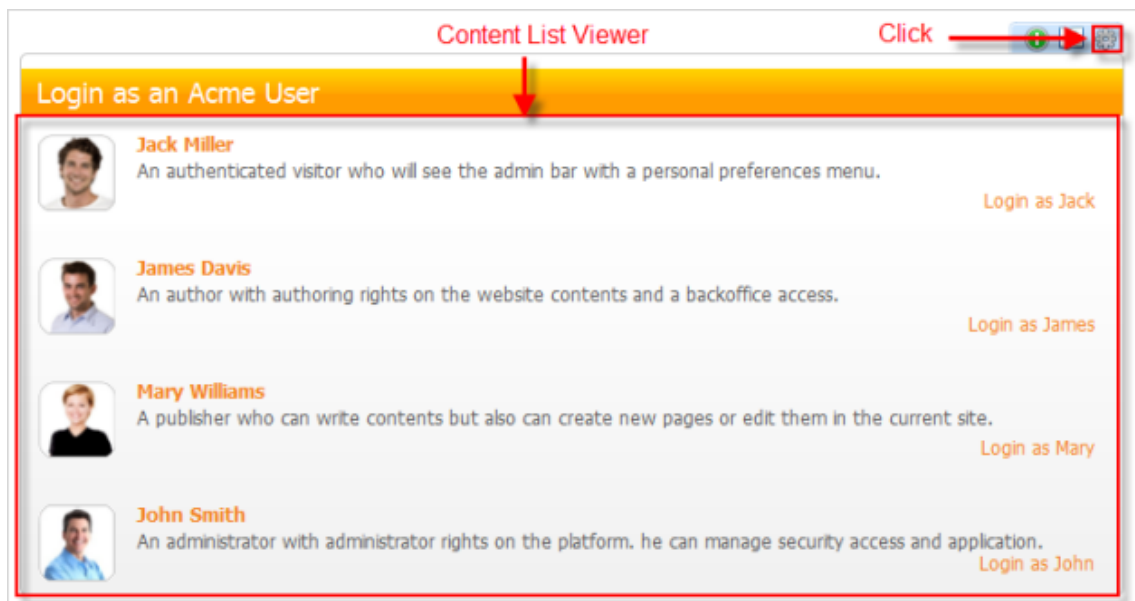 Content List Viewer
Click
Login as an Acme User
Jack Miller
An authenticated visitor who will see the admin bar with a personal preferences menu.
Login as Jack
James Davis
An author with authoring rights on the website contents and a backoffice access.
Login as James
Mary Williams
A publisher who can write contents but also can create new pages or edit them in the current site.
Login as Mary
John Smith
An administrator with administrator rights on the platform. he can manage security access and application.
Login as John